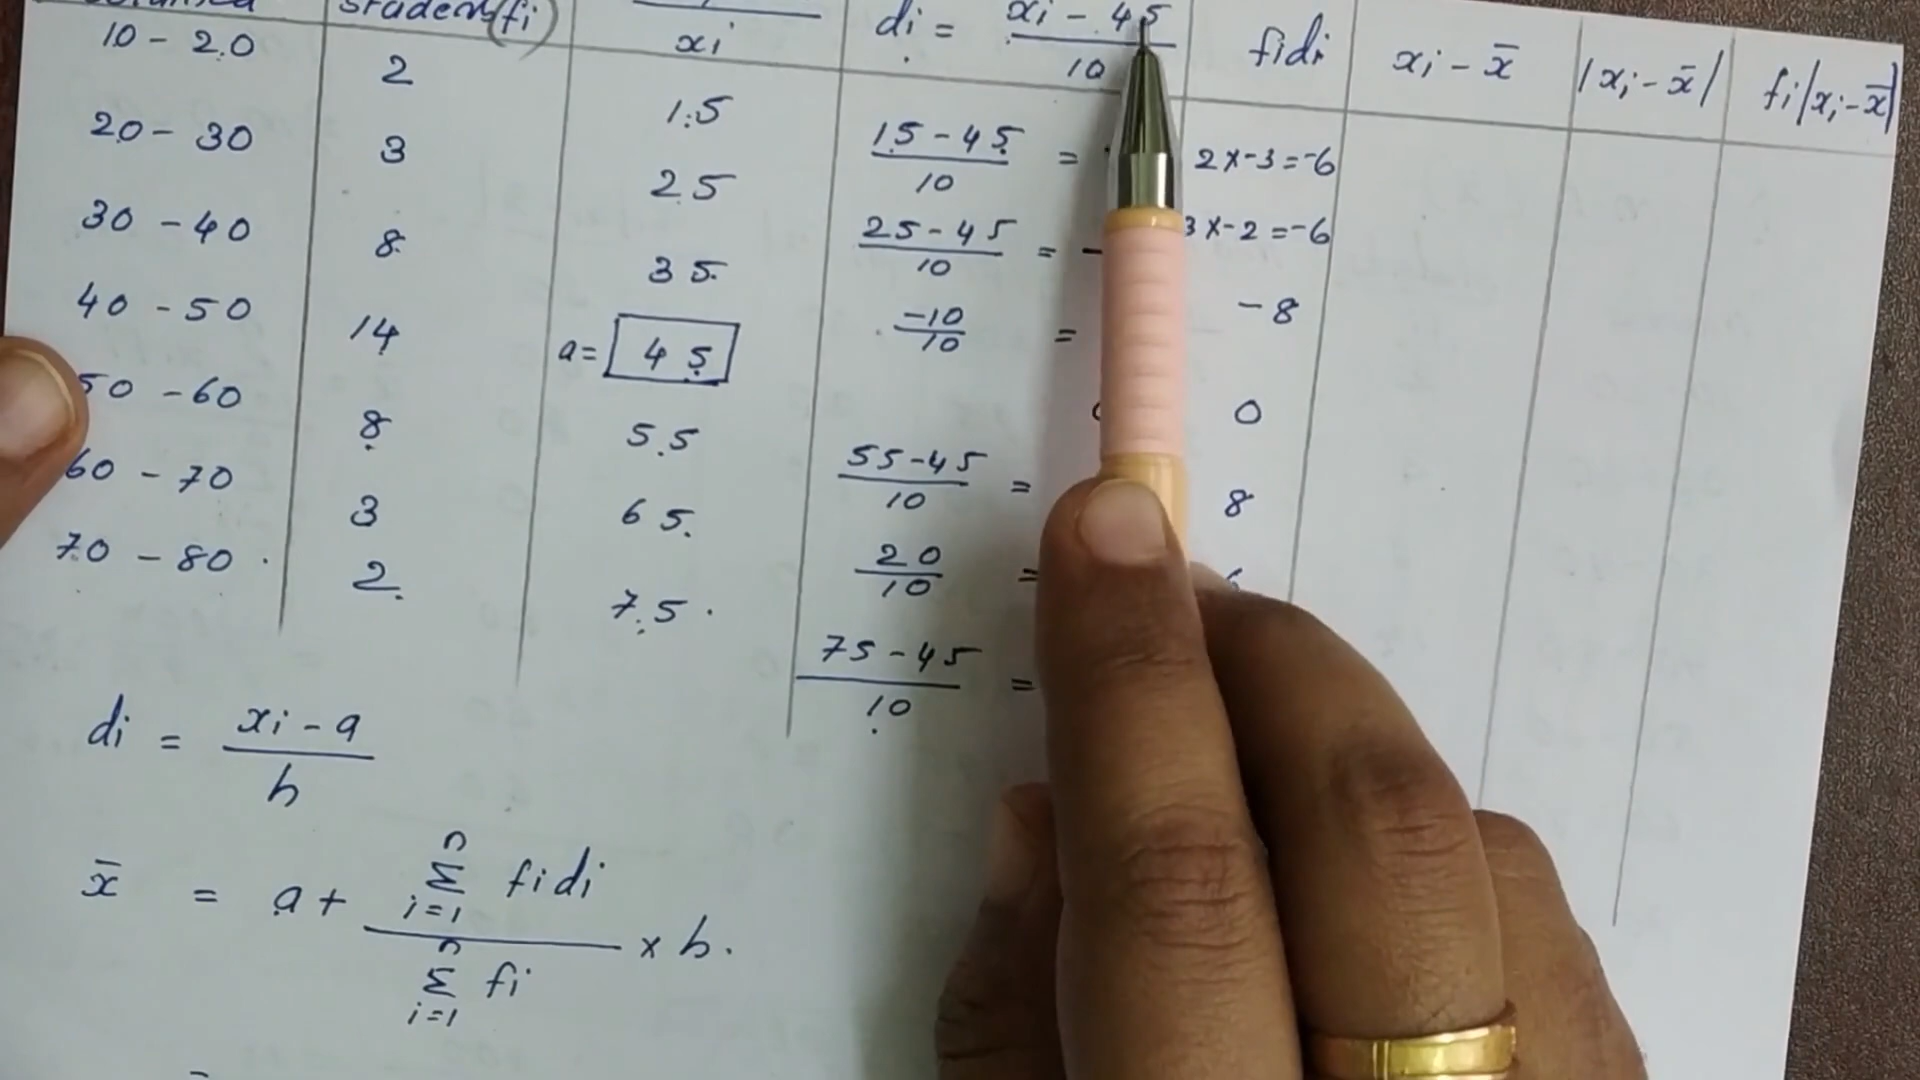 Students(fi) xi di = xi - 45 / 10 fidi xi - x̄ |xi - x̄| fi|xi - x̄|
10 - 20 2 15 15 - 45 / 10 = 2 x -3 = -6
20 - 30 3 25 25 - 45 / 10 = - 3 x -2 = -6
30 - 40 8 35 -10 / 10 = - 8
40 - 50 14 a = 45 0
50 - 60 8 55 55 - 45 / 10 = 8
60 - 70 3 65 20 / 10 = 6
70 - 80 2 75 75 - 45 / 10 =
di = xi - a / h
x̄ = a + n Σ i=1 fidi / n Σ i=1 fi x h.
=